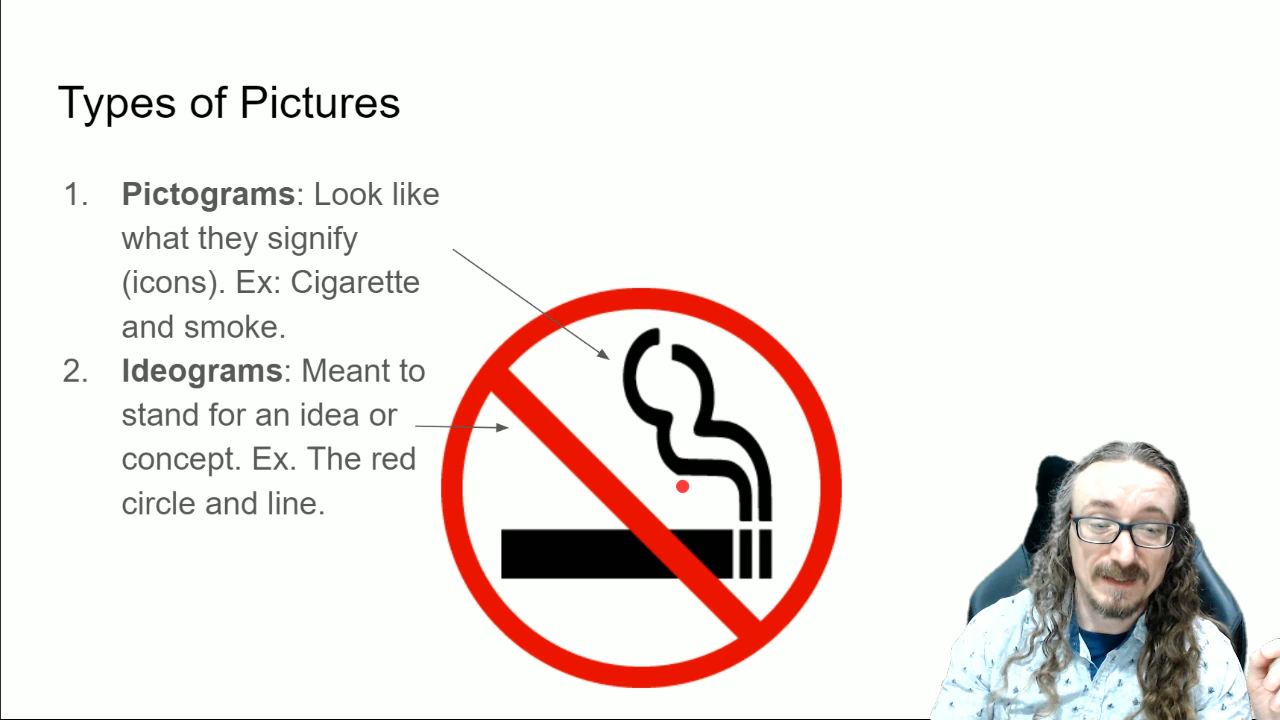 Types of Pictures
1. Pictograms: Look like
what they signify
(icons). Ex: Cigarette
and smoke.
2. Ideograms: Meant to
stand for an idea or
concept. Ex. The red
circle and line.